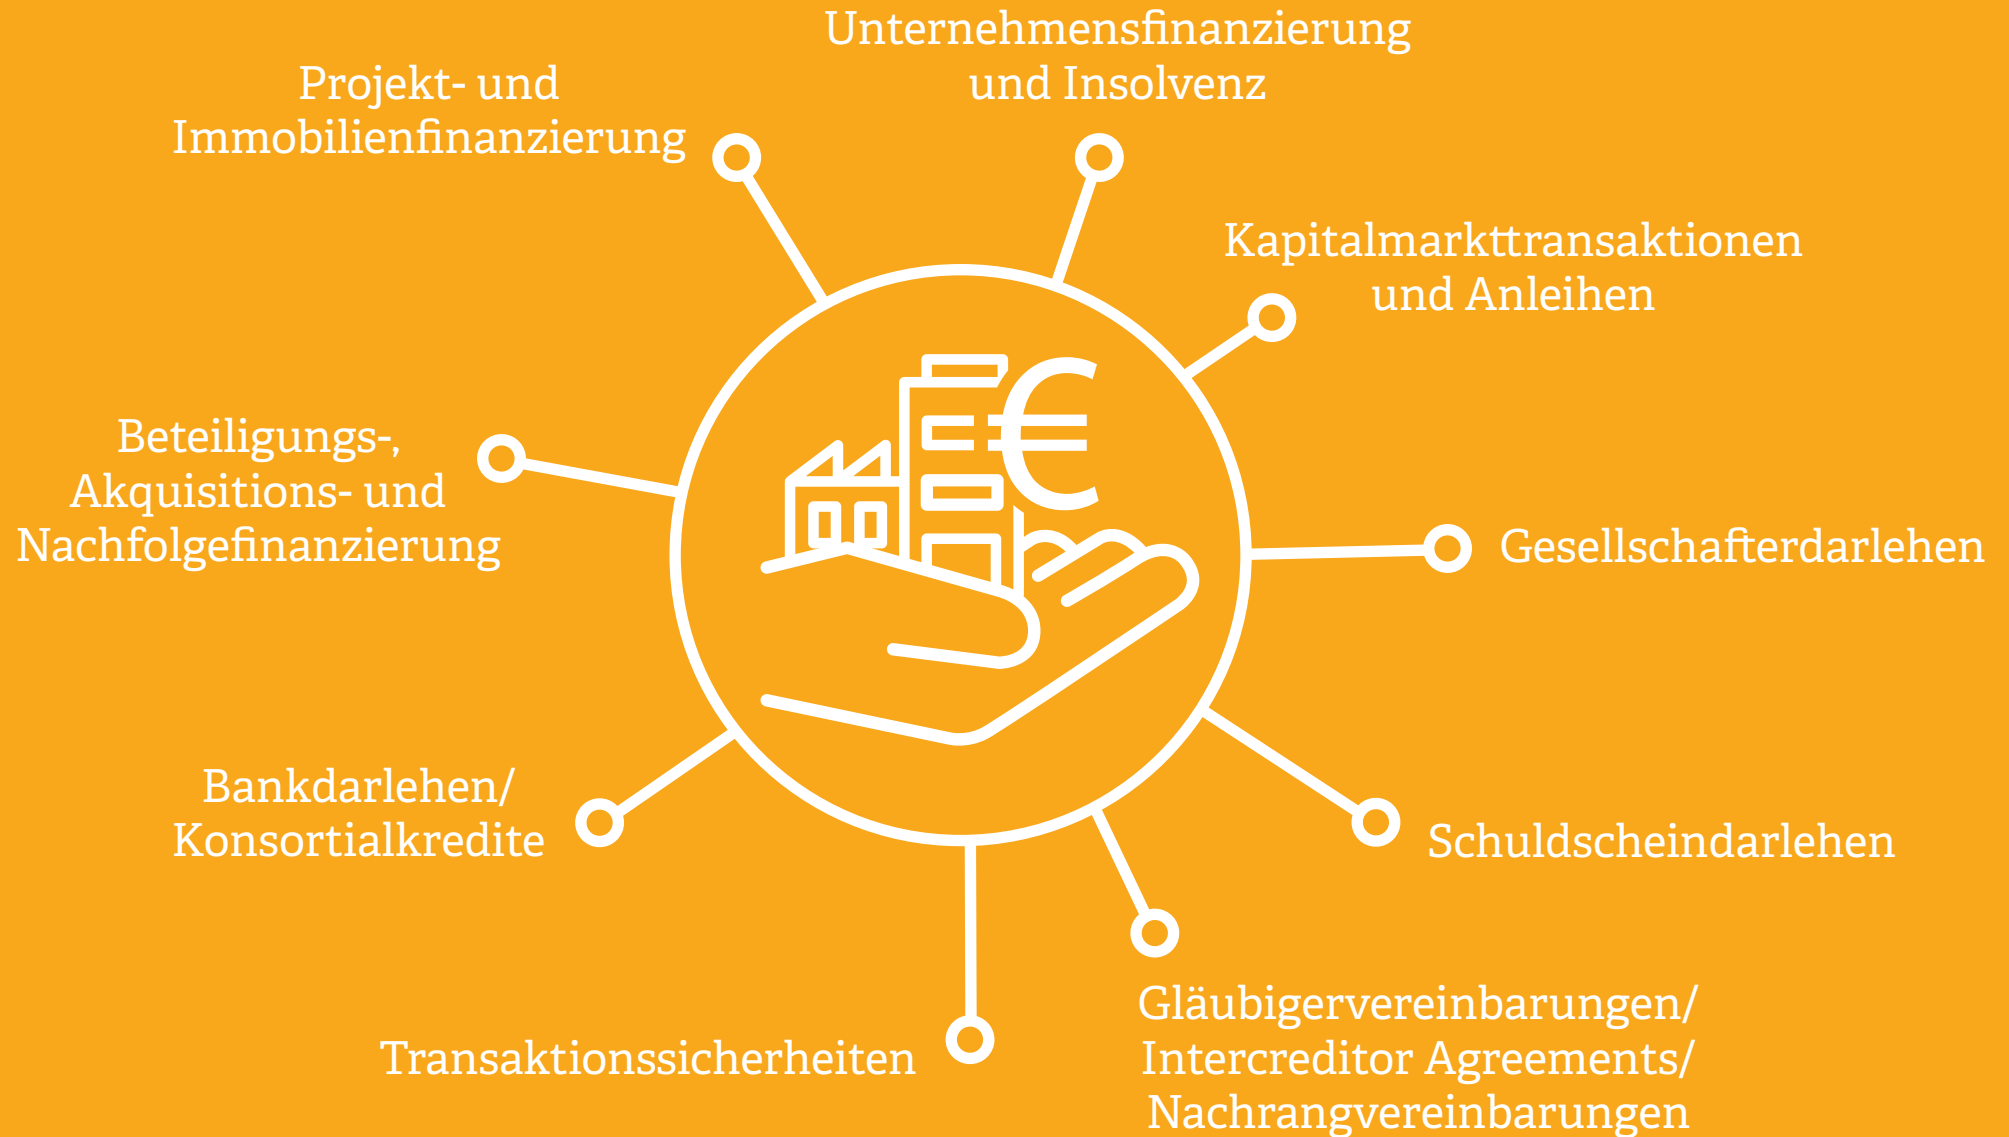 Unternehmensfinanzierung
und Insolvenz
Projekt- und
Immobilienfinanzierung
Kapitalmarkttransaktionen
und Anleihen
Beteiligungs-,
Akquisitions- und
Nachfolgefinanzierung
Gesellschafterdarlehen
Bankdarlehen/
Konsortialkredite
Schuldscheindarlehen
Transaktionssicherheiten
Gläubigervereinbarungen/
Intercreditor Agreements/
Nachrangvereinbarungen
€